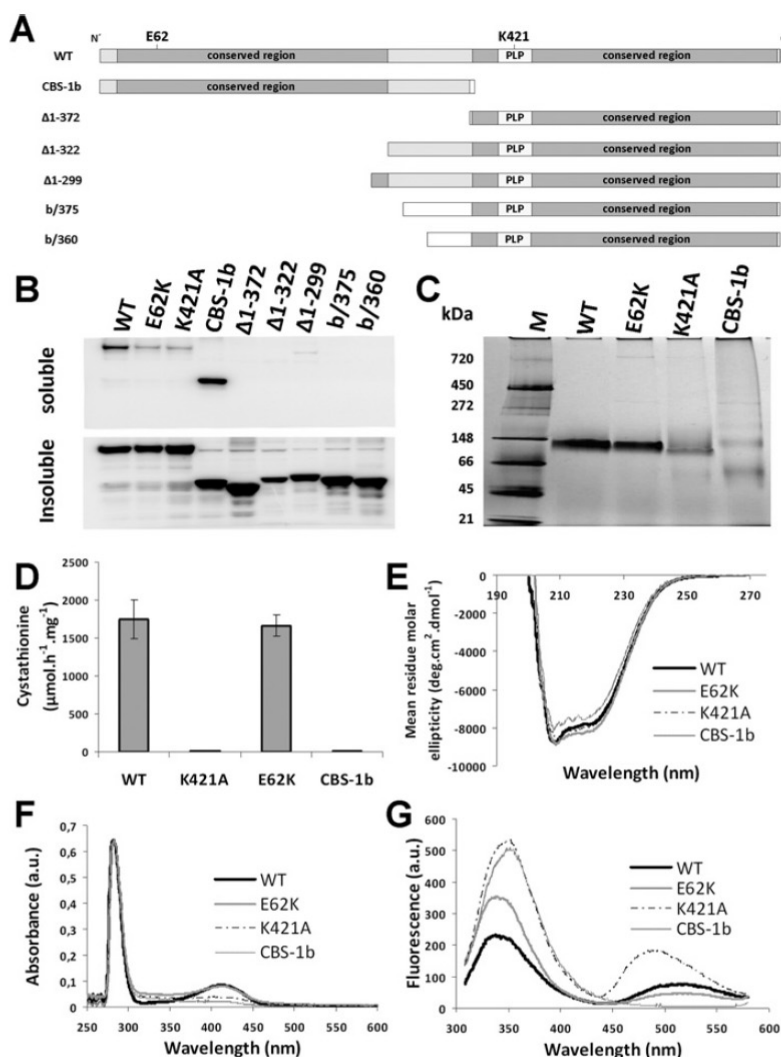 A
N´ E62 K421
WT conserved region PLP conserved region
CBS-1b conserved region
Δ1-372 PLP conserved region
Δ1-322 PLP conserved region
Δ1-299 PLP conserved region
b/375 PLP conserved region
b/360 PLP conserved region
B
WT E62K K421A CBS-1b Δ1-372 Δ1-322 Δ1-299 b/375 b/360
soluble
Insoluble
C
kDa M WT E62K K421A CBS-1b
720
450
272
148
66
45
21
D
Cystathionine
(μmol.h⁻¹.mg⁻¹)
2500
2000
1500
1000
500
0
WT K421A E62K CBS-1b
E
190 210 230 250 270
0
-2000
-4000
-6000
-8000
-10000
Mean residue molar
ellipticity (deg.cm².dmol⁻¹)
WT
E62K
K421A
CBS-1b
Wavelength (nm)
F
Absorbance (a.u.)
0,7
0,6
0,5
0,4
0,3
0,2
0,1
0
WT
E62K
K421A
CBS-1b
250 300 350 400 450 500 550 600
Wavelength (nm)
G
Fluorescence (a.u.)
600
500
400
300
200
100
0
WT
E62K
K421A
CBS-1b
300 350 400 450 500 550 600
Wavelength (nm)